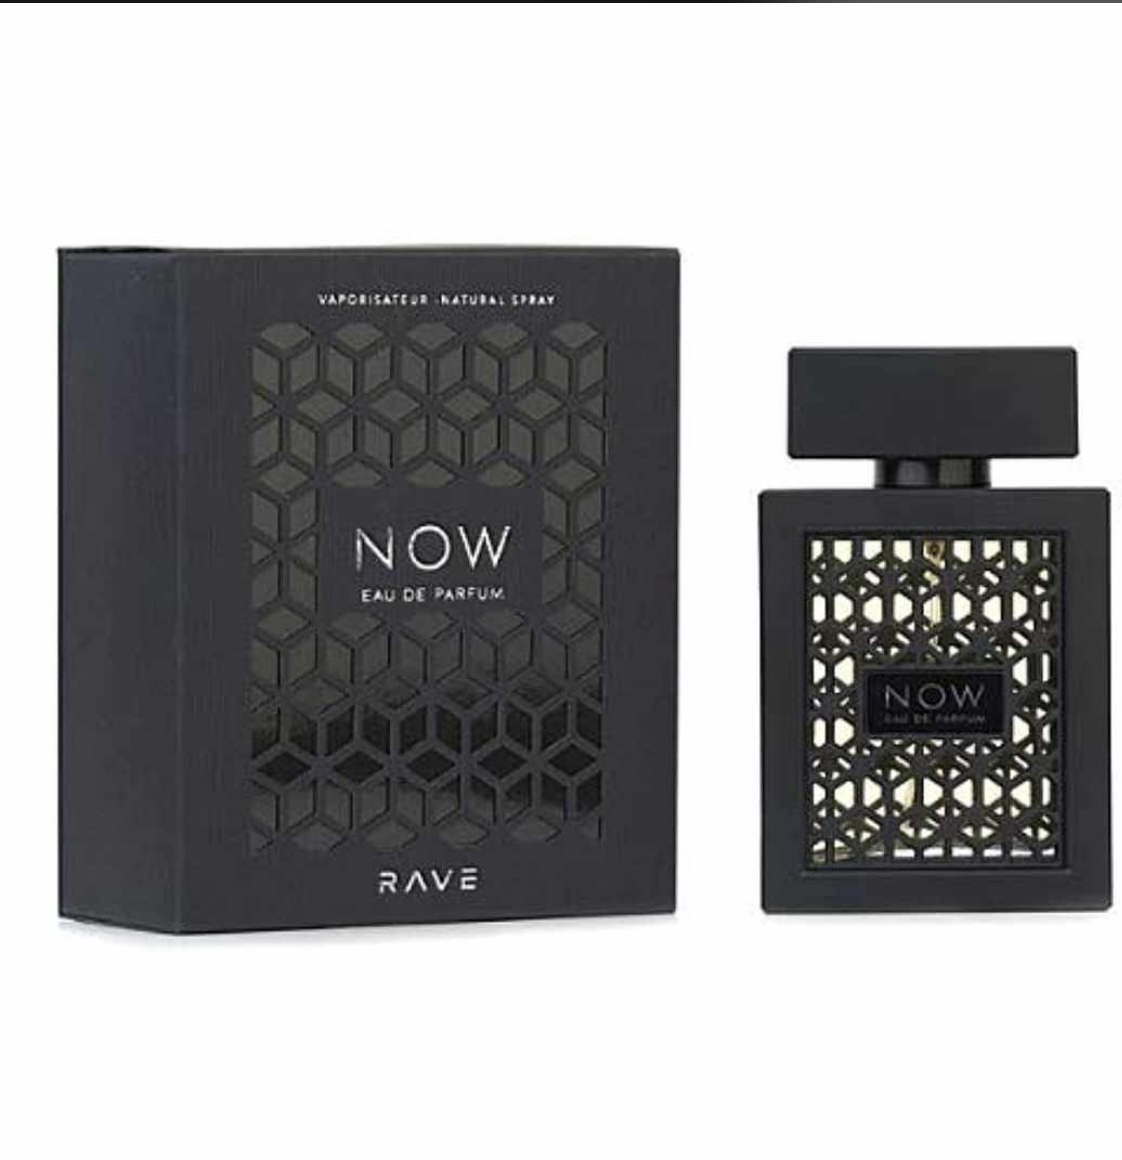 VAPORISATEUR · NATURAL SPRAY
NOW
EAU DE PARFUM
RAVE
NOW
EAU DE PARFUM